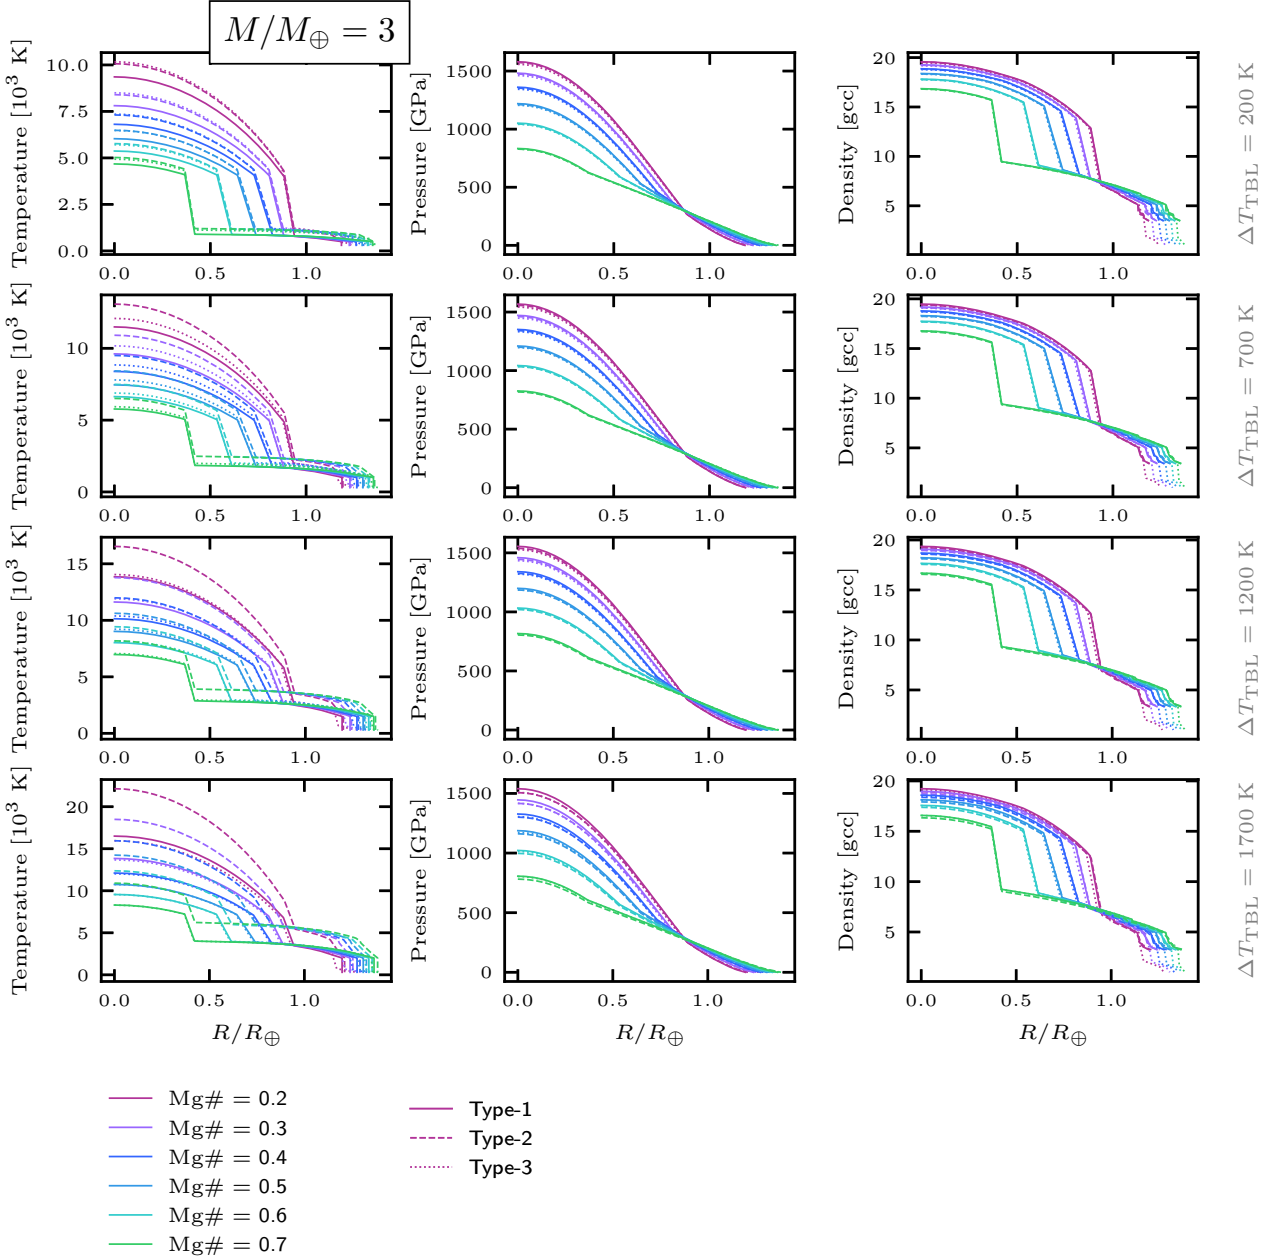 M/M⊕ = 3
Temperature [10³ K]
10.0
7.5
5.0
2.5
0.0
0.0
0.5
1.0
Pressure [GPa]
1500
1000
500
0
0.0
0.5
1.0
Density [gcc]
20
15
10
5
0.0
0.5
1.0
ΔT_TBL = 200 K
Temperature [10³ K]
10
5
0
0.0
0.5
1.0
Pressure [GPa]
1500
1000
500
0
0.0
0.5
1.0
Density [gcc]
20
15
10
5
0.0
0.5
1.0
ΔT_TBL = 700 K
Temperature [10³ K]
15
10
5
0
0.0
0.5
1.0
Pressure [GPa]
1500
1000
500
0
0.0
0.5
1.0
Density [gcc]
20
15
10
5
0.0
0.5
1.0
ΔT_TBL = 1200 K
Temperature [10³ K]
20
15
10
5
0
0.0
0.5
1.0
R/R⊕
Pressure [GPa]
1500
1000
500
0
0.0
0.5
1.0
R/R⊕
Density [gcc]
20
15
10
5
0.0
0.5
1.0
R/R⊕
ΔT_TBL = 1700 K
Mg# = 0.2
Mg# = 0.3
Mg# = 0.4
Mg# = 0.5
Mg# = 0.6
Mg# = 0.7
Type-1
Type-2
Type-3